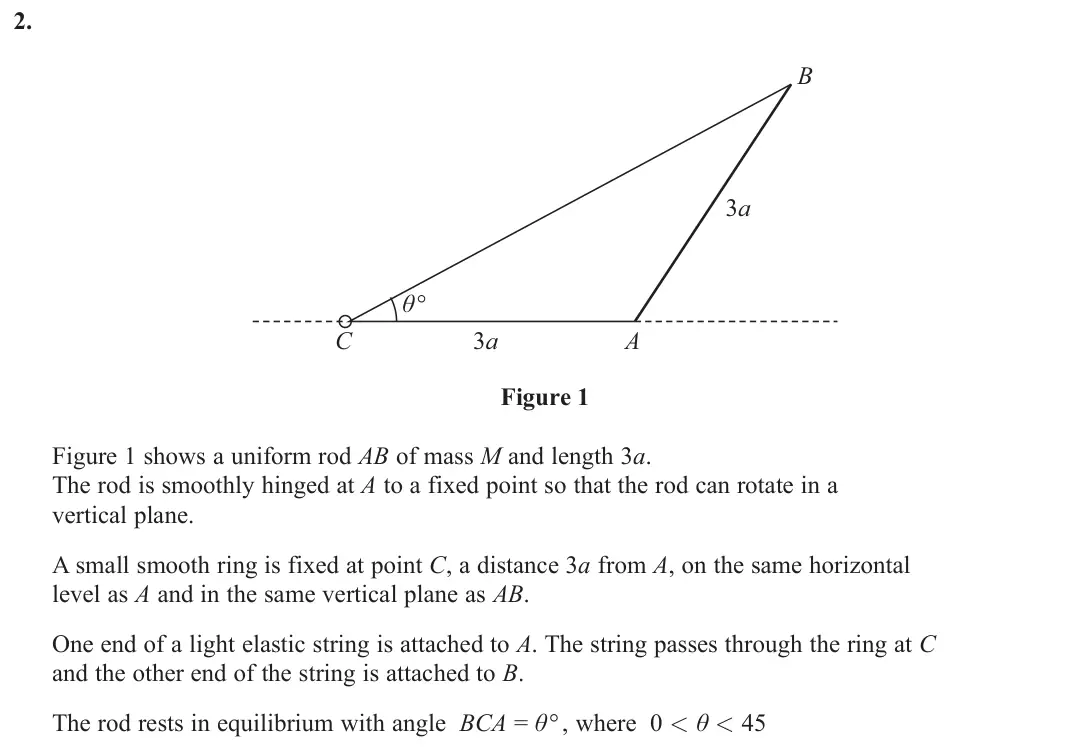 2.
B
3a
θ°
C
3a
A
Figure 1
Figure 1 shows a uniform rod AB of mass M and length 3a.
The rod is smoothly hinged at A to a fixed point so that the rod can rotate in a
vertical plane.
A small smooth ring is fixed at point C, a distance 3a from A, on the same horizontal
level as A and in the same vertical plane as AB.
One end of a light elastic string is attached to A. The string passes through the ring at C
and the other end of the string is attached to B.
The rod rests in equilibrium with angle BCA = θ°, where 0 < θ < 45